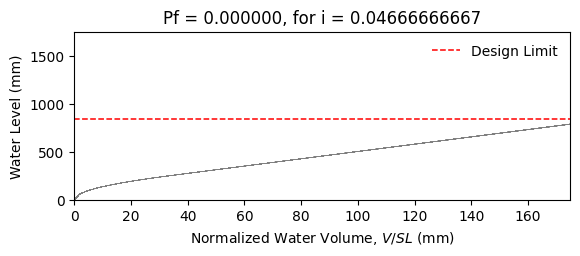 Pf = 0.000000, for i = 0.04666666667
Design Limit
Water Level (mm)
1500
1000
500
0
0 20 40 60 80 100 120 140 160
Normalized Water Volume, V/SL (mm)